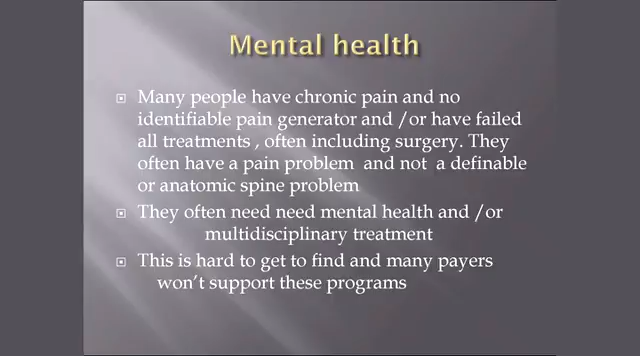 Mental health
Many people have chronic pain and no
identifiable pain generator and /or have failed
all treatments , often including surgery. They
often have a pain problem and not a definable
or anatomic spine problem
They often need need mental health and /or
multidisciplinary treatment
This is hard to get to find and many payers
won't support these programs